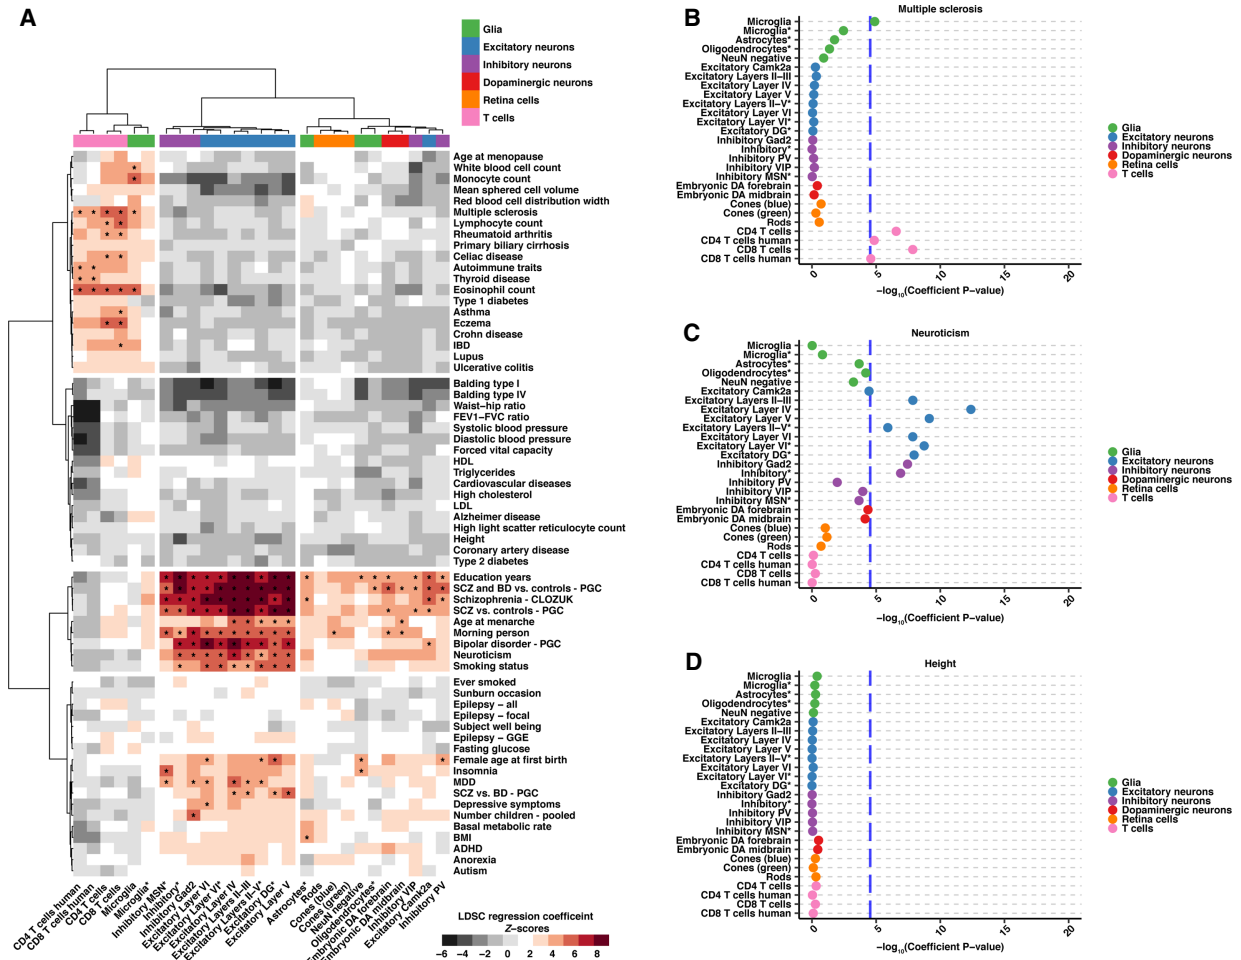 A
Glia
Excitatory neurons
Inhibitory neurons
Dopaminergic neurons
Retina cells
T cells
Age at menopause
White blood cell count
Monocyte count
Mean sphered cell volume
Red blood cell distribution width
Multiple sclerosis
Lymphocyte count
Rheumatoid arthritis
Primary biliary cirrhosis
Celiac disease
Autoimmune traits
Thyroid disease
Eosinophil count
Type 1 diabetes
Asthma
Eczema
Crohn disease
IBD
Lupus
Ulcerative colitis
Balding type I
Balding type IV
Waist−hip ratio
FEV1−FVC ratio
Systolic blood pressure
Diastolic blood pressure
Forced vital capacity
HDL
Triglycerides
Cardiovascular diseases
High cholesterol
LDL
Alzheimer disease
High light scatter reticulocyte count
Height
Coronary artery disease
Type 2 diabetes
Education years
SCZ and BD vs. controls - PGC
Schizophrenia - CLOZUK
SCZ vs. controls - PGC
Age at menarche
Morning person
Bipolar disorder - PGC
Neuroticism
Smoking status
Ever smoked
Sunburn occasion
Epilepsy − all
Epilepsy − focal
Subject well being
Epilepsy − GGE
Fasting glucose
Female age at first birth
Insomnia
MDD
SCZ vs. BD - PGC
Depressive symptoms
Number children - pooled
Basal metabolic rate
BMI
ADHD
Anorexia
Autism
CD4 T cells human
CD8 T cells human
CD4 T cells
CD8 T cells
Microglia
Microglia*
Inhibitory MSN*
Inhibitory*
Inhibitory Gad2
Excitatory Layer VI
Excitatory Layer VI*
Excitatory Layer IV
Excitatory Layers II−III
Excitatory Layers II−V*
Excitatory DG*
Excitatory Layer V
Astrocytes*
Rods
Cones (blue)
Cones (green)
NeuN negative
Oligodendrocytes*
Embryonic DA forebrain
Embryonic DA midbrain
Inhibitory VIP
Excitatory Camk2a
Inhibitory PV
LDSC regression coefficeint
Z−scores
−6 −4 −2 0 2 4 6 8
B
Multiple sclerosis
Microglia
Microglia*
Astrocytes*
Oligodendrocytes*
NeuN negative
Excitatory Camk2a
Excitatory Layers II−III
Excitatory Layer IV
Excitatory Layer V
Excitatory Layers II−V*
Excitatory Layer VI
Excitatory Layer VI*
Excitatory DG*
Inhibitory Gad2
Inhibitory*
Inhibitory PV
Inhibitory VIP
Inhibitory MSN*
Embryonic DA forebrain
Embryonic DA midbrain
Cones (blue)
Cones (green)
Rods
CD4 T cells
CD4 T cells human
CD8 T cells
CD8 T cells human
0 5 10 15 20
−log10(Coefficient P−value)
Glia
Excitatory neurons
Inhibitory neurons
Dopaminergic neurons
Retina cells
T cells
C
Neuroticism
Microglia
Microglia*
Astrocytes*
Oligodendrocytes*
NeuN negative
Excitatory Camk2a
Excitatory Layers II−III
Excitatory Layer IV
Excitatory Layer V
Excitatory Layers II−V*
Excitatory Layer VI
Excitatory Layer VI*
Excitatory DG*
Inhibitory Gad2
Inhibitory*
Inhibitory PV
Inhibitory VIP
Inhibitory MSN*
Embryonic DA forebrain
Embryonic DA midbrain
Cones (blue)
Cones (green)
Rods
CD4 T cells
CD4 T cells human
CD8 T cells
CD8 T cells human
0 5 10 15 20
−log10(Coefficient P−value)
Glia
Excitatory neurons
Inhibitory neurons
Dopaminergic neurons
Retina cells
T cells
D
Height
Microglia
Microglia*
Astrocytes*
Oligodendrocytes*
NeuN negative
Excitatory Camk2a
Excitatory Layers II−III
Excitatory Layer IV
Excitatory Layer V
Excitatory Layers II−V*
Excitatory Layer VI
Excitatory Layer VI*
Excitatory DG*
Inhibitory Gad2
Inhibitory*
Inhibitory PV
Inhibitory VIP
Inhibitory MSN*
Embryonic DA forebrain
Embryonic DA midbrain
Cones (blue)
Cones (green)
Rods
CD4 T cells
CD4 T cells human
CD8 T cells
CD8 T cells human
0 5 10 15 20
−log10(Coefficient P−value)
Glia
Excitatory neurons
Inhibitory neurons
Dopaminergic neurons
Retina cells
T cells